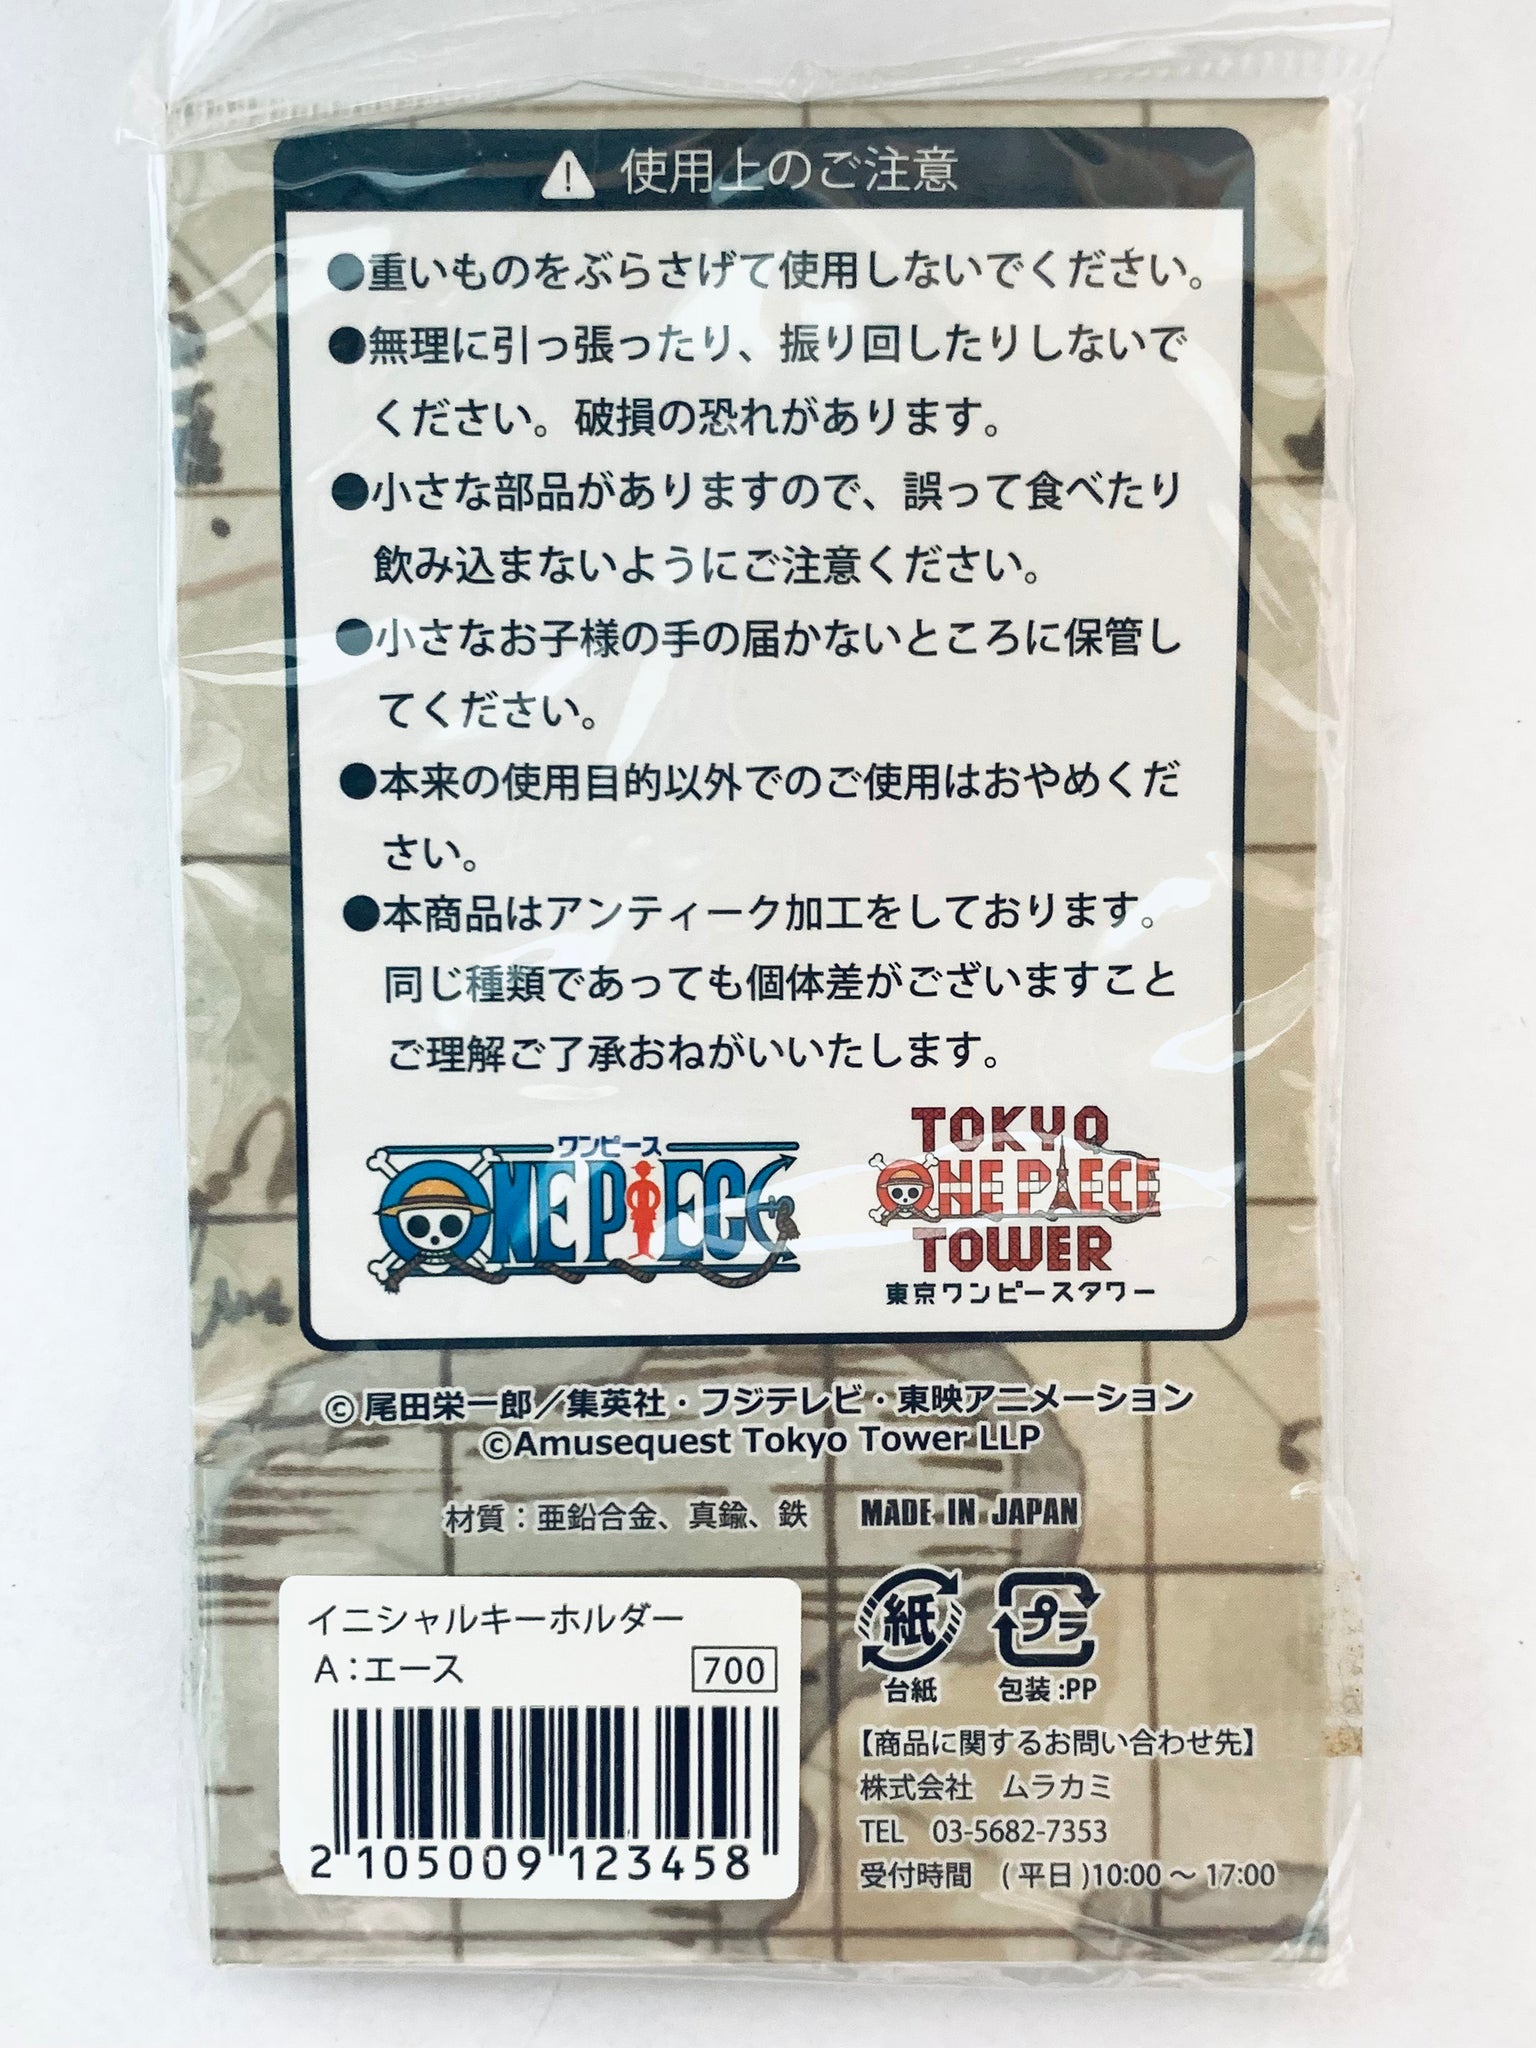 使用上のご注意
●重いものをぶらさげて使用しないでください。
●無理に引っ張ったり、振り回したりしないで
ください。破損の恐れがあります。
●小さな部品がありますので、誤って食べたり
飲み込まないようにご注意ください。
●小さなお子様の手の届かないところに保管し
てください。
●本来の使用目的以外でのご使用はおやめくだ
さい。
●本商品はアンティーク加工をしております。
同じ種類であっても個体差がございますこと
ご理解ご了承おねがいいたします。
ワンピース
ONE PIECE
TOKYO
ONE PIECE
TOWER
東京ワンピースタワー
©尾田栄一郎／集英社・フジテレビ・東映アニメーション
©Amusequest Tokyo Tower LLP
材質：亜鉛合金、真鍮、鉄 MADE IN JAPAN
イニシャルキーホルダー
A：エース 700
2 105009 123458
紙 プラ
台紙 包装:PP
【商品に関するお問い合わせ先】
株式会社 ムラカミ
TEL 03-5682-7353
受付時間 (平日)10:00～17:00